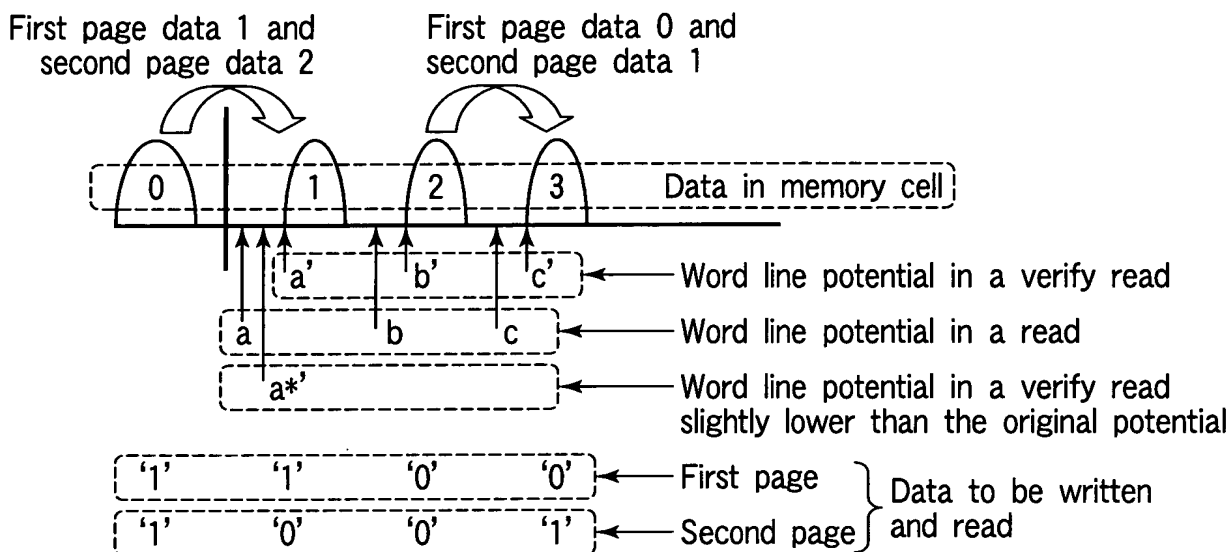 First page data 1 and
second page data 2
First page data 0 and
second page data 1
0 1 2 3 Data in memory cell
a' b' c' Word line potential in a verify read
a b c Word line potential in a read
a*' Word line potential in a verify read
slightly lower than the original potential
‘1’ ‘1’ ‘0’ ‘0’ First page
‘1’ ‘0’ ‘0’ ‘1’ Second page
Data to be written
and read